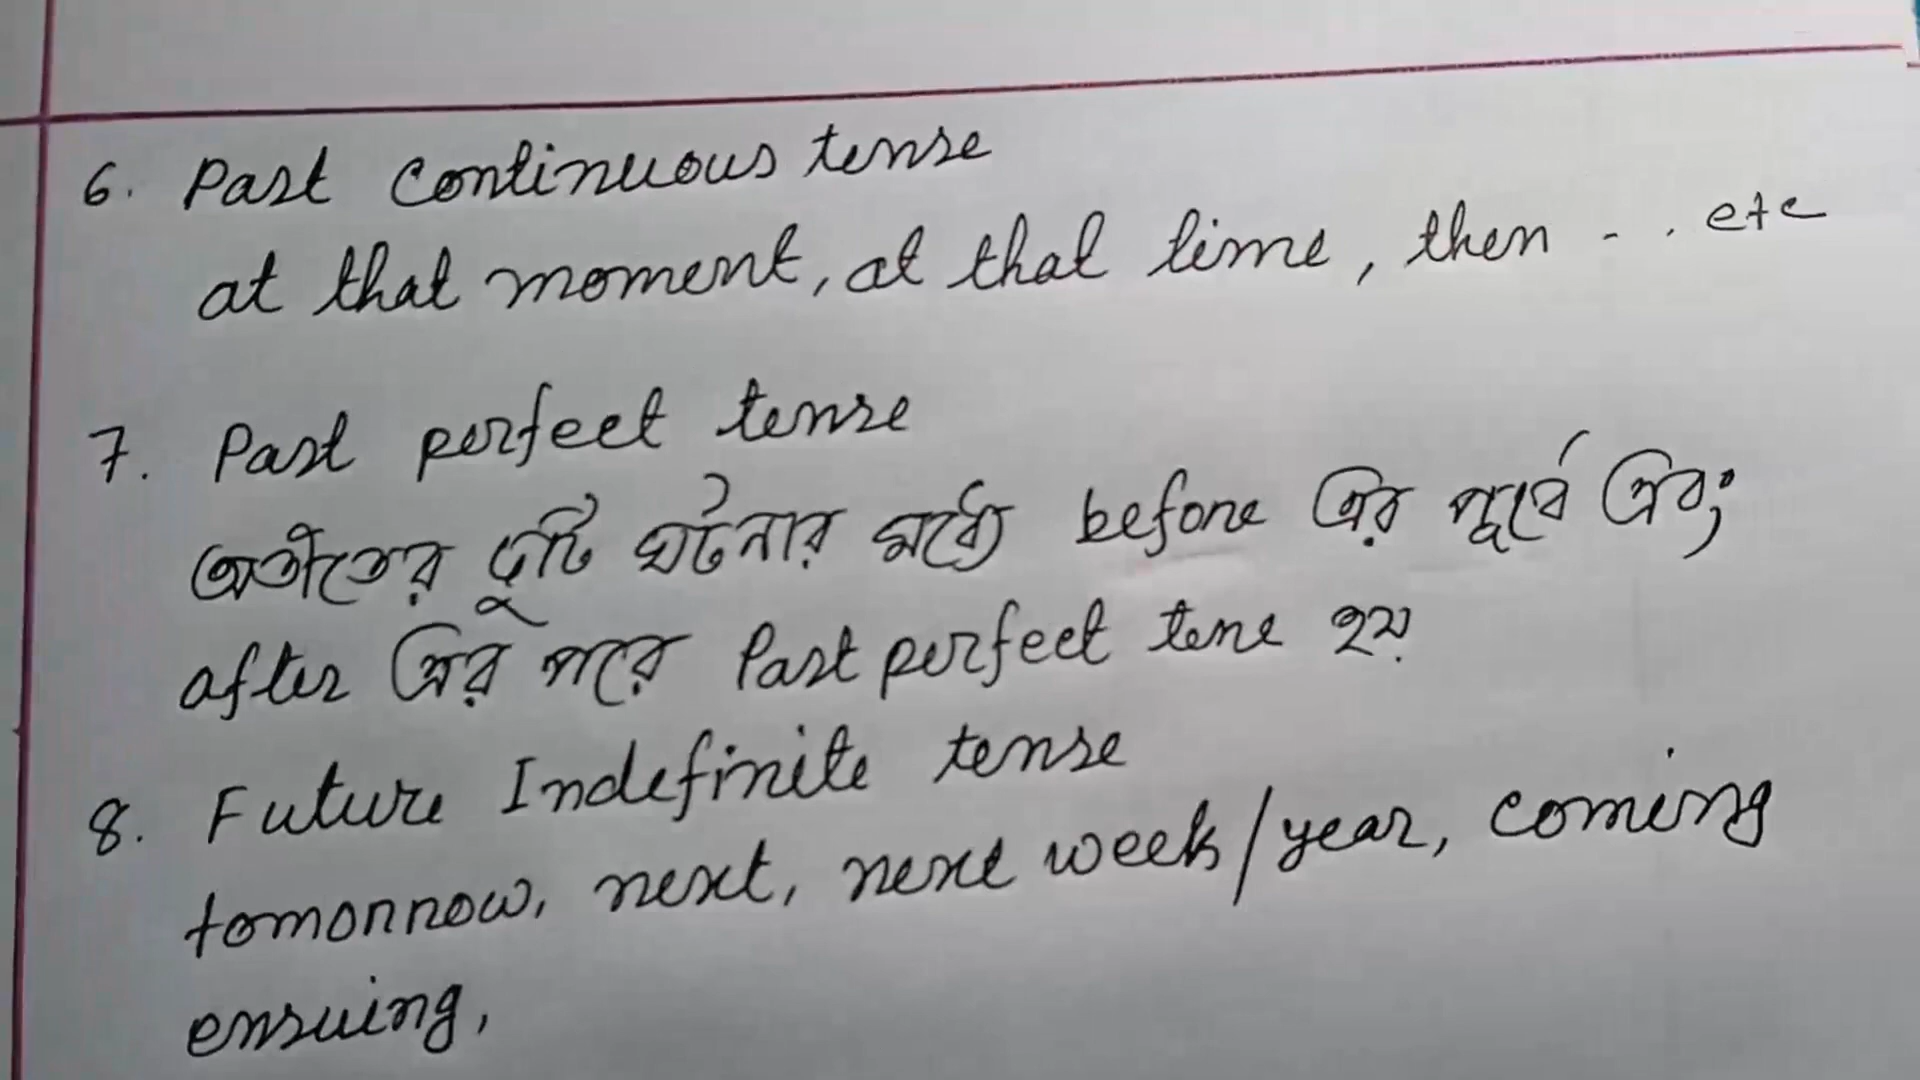 6. Past continuous tense
at that moment, at that time, then - . . etc
7. Past perfect tense
অতীতের দুটি ঘটনার মধ্যে before এর পূর্বে এবং
after এর পরে Past perfect tene হয়
8. Future Indefinite tense
tomorrow, next, next week/year, coming
ensuing,